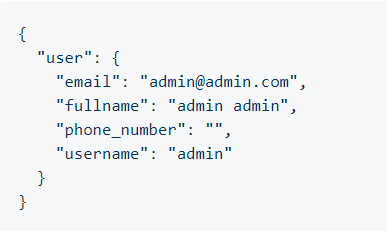 {
  "user": {
    "email": "admin@admin.com",
    "fullname": "admin admin",
    "phone_number": "",
    "username": "admin"
  }
}